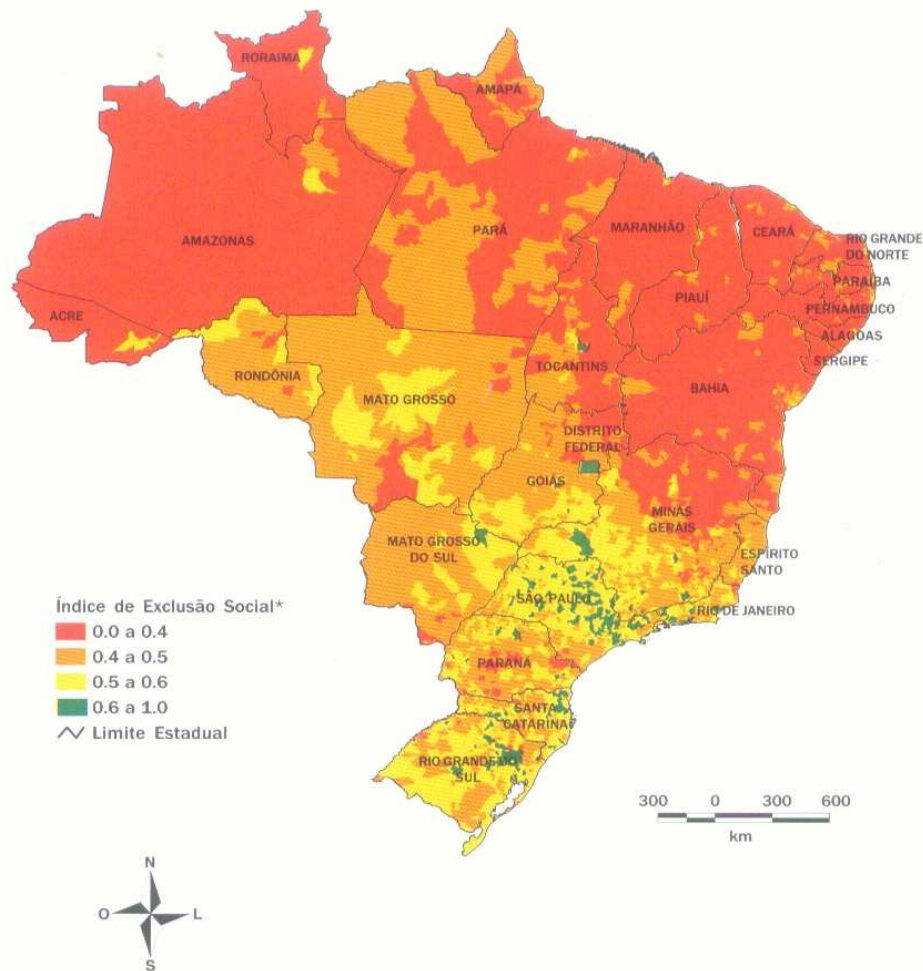 RORAIMA
AMAPÁ
AMAZONAS
PARÁ
MARANHÃO
CEARÁ
RIO GRANDE
DO NORTE
PARAÍBA
PERNAMBUCO
ALAGOAS
SERGIPE
PIAUÍ
ACRE
RONDÔNIA
MATO GROSSO
TOCANTINS
BAHIA
DISTRITO
FEDERAL
GOIÁS
MINAS
GERAIS
MATO GROSSO
DO SUL
ESPÍRITO
SANTO
SÃO PAULO
RIO DE JANEIRO
PARANÁ
SANTA
CATARINA
RIO GRANDE DO
SUL
Índice de Exclusão Social*
0.0 a 0.4
0.4 a 0.5
0.5 a 0.6
0.6 a 1.0
Limite Estadual
300 0 300 600
km
N
O L
S